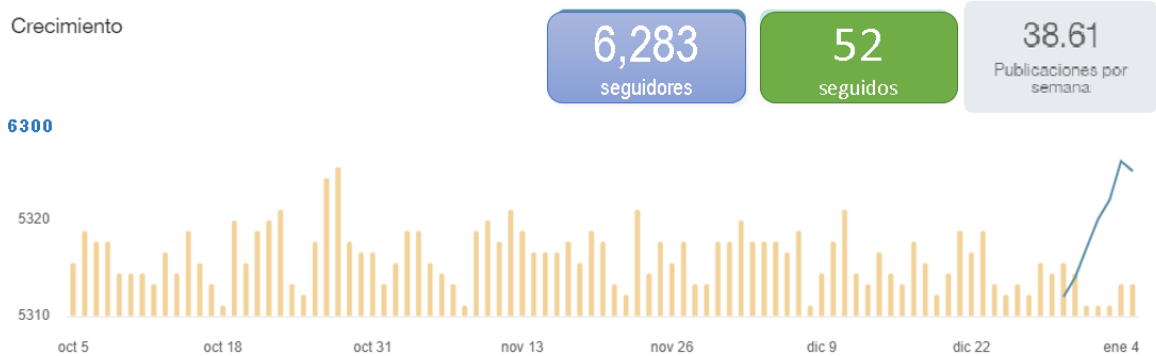 Crecimiento
6,283
seguidores
52
seguidos
38.61
Publicaciones por
semana
6300
5320
5310
oct 5
oct 18
oct 31
nov 13
nov 26
dic 9
dic 22
ene 4